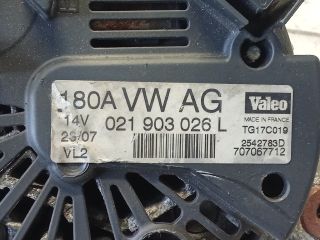 180A VW AG
14V 021 903 026 L
23/07
VL2
Valeo
MADE IN FRANCE
TG17C019
2542783D
707067712